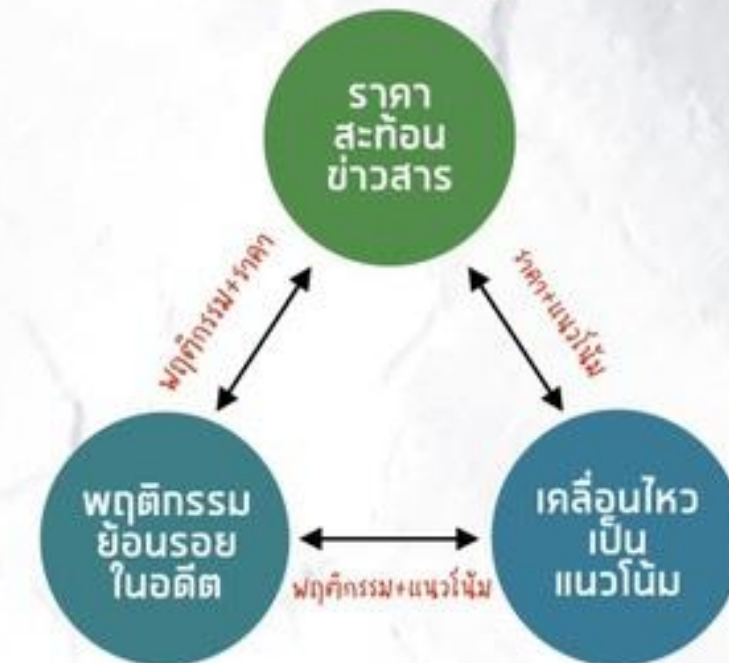 ราคา
สะท้อน
ข่าวสาร
พฤติกรรม+ราคา
ราคา+แนวโน้ม
พฤติกรรม
ย้อนรอย
ในอดีต
เคลื่อนไหว
เป็น
แนวโน้ม
พฤติกรรม+แนวโน้ม